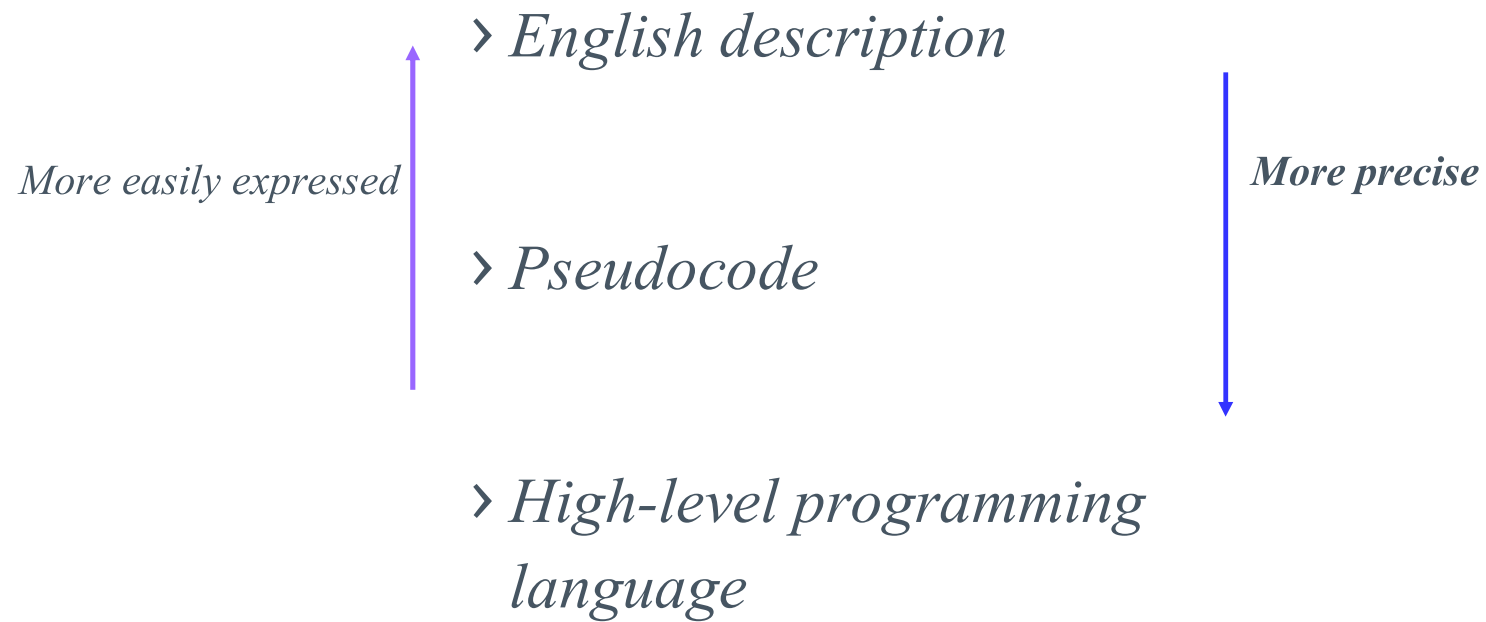 › English description
More easily expressed
More precise
› Pseudocode
› High-level programming
language